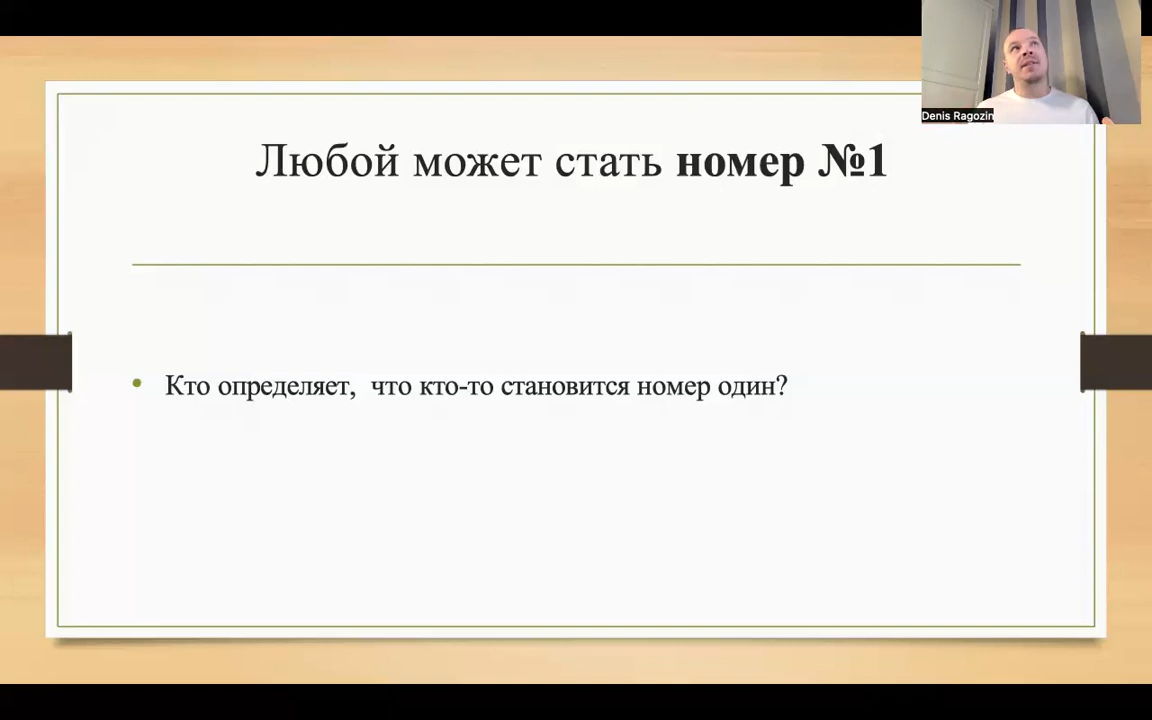 Denis Ragozin
Любой может стать номер №1
Кто определяет,  что кто-то становится номер один?